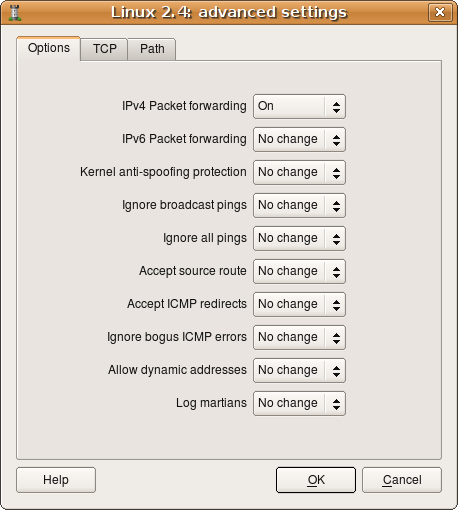 Linux 2.4: advanced settings
Options TCP Path
IPv4 Packet forwarding On
IPv6 Packet forwarding No change
Kernel anti-spoofing protection No change
Ignore broadcast pings No change
Ignore all pings No change
Accept source route No change
Accept ICMP redirects No change
Ignore bogus ICMP errors No change
Allow dynamic addresses No change
Log martians No change
Help OK Cancel